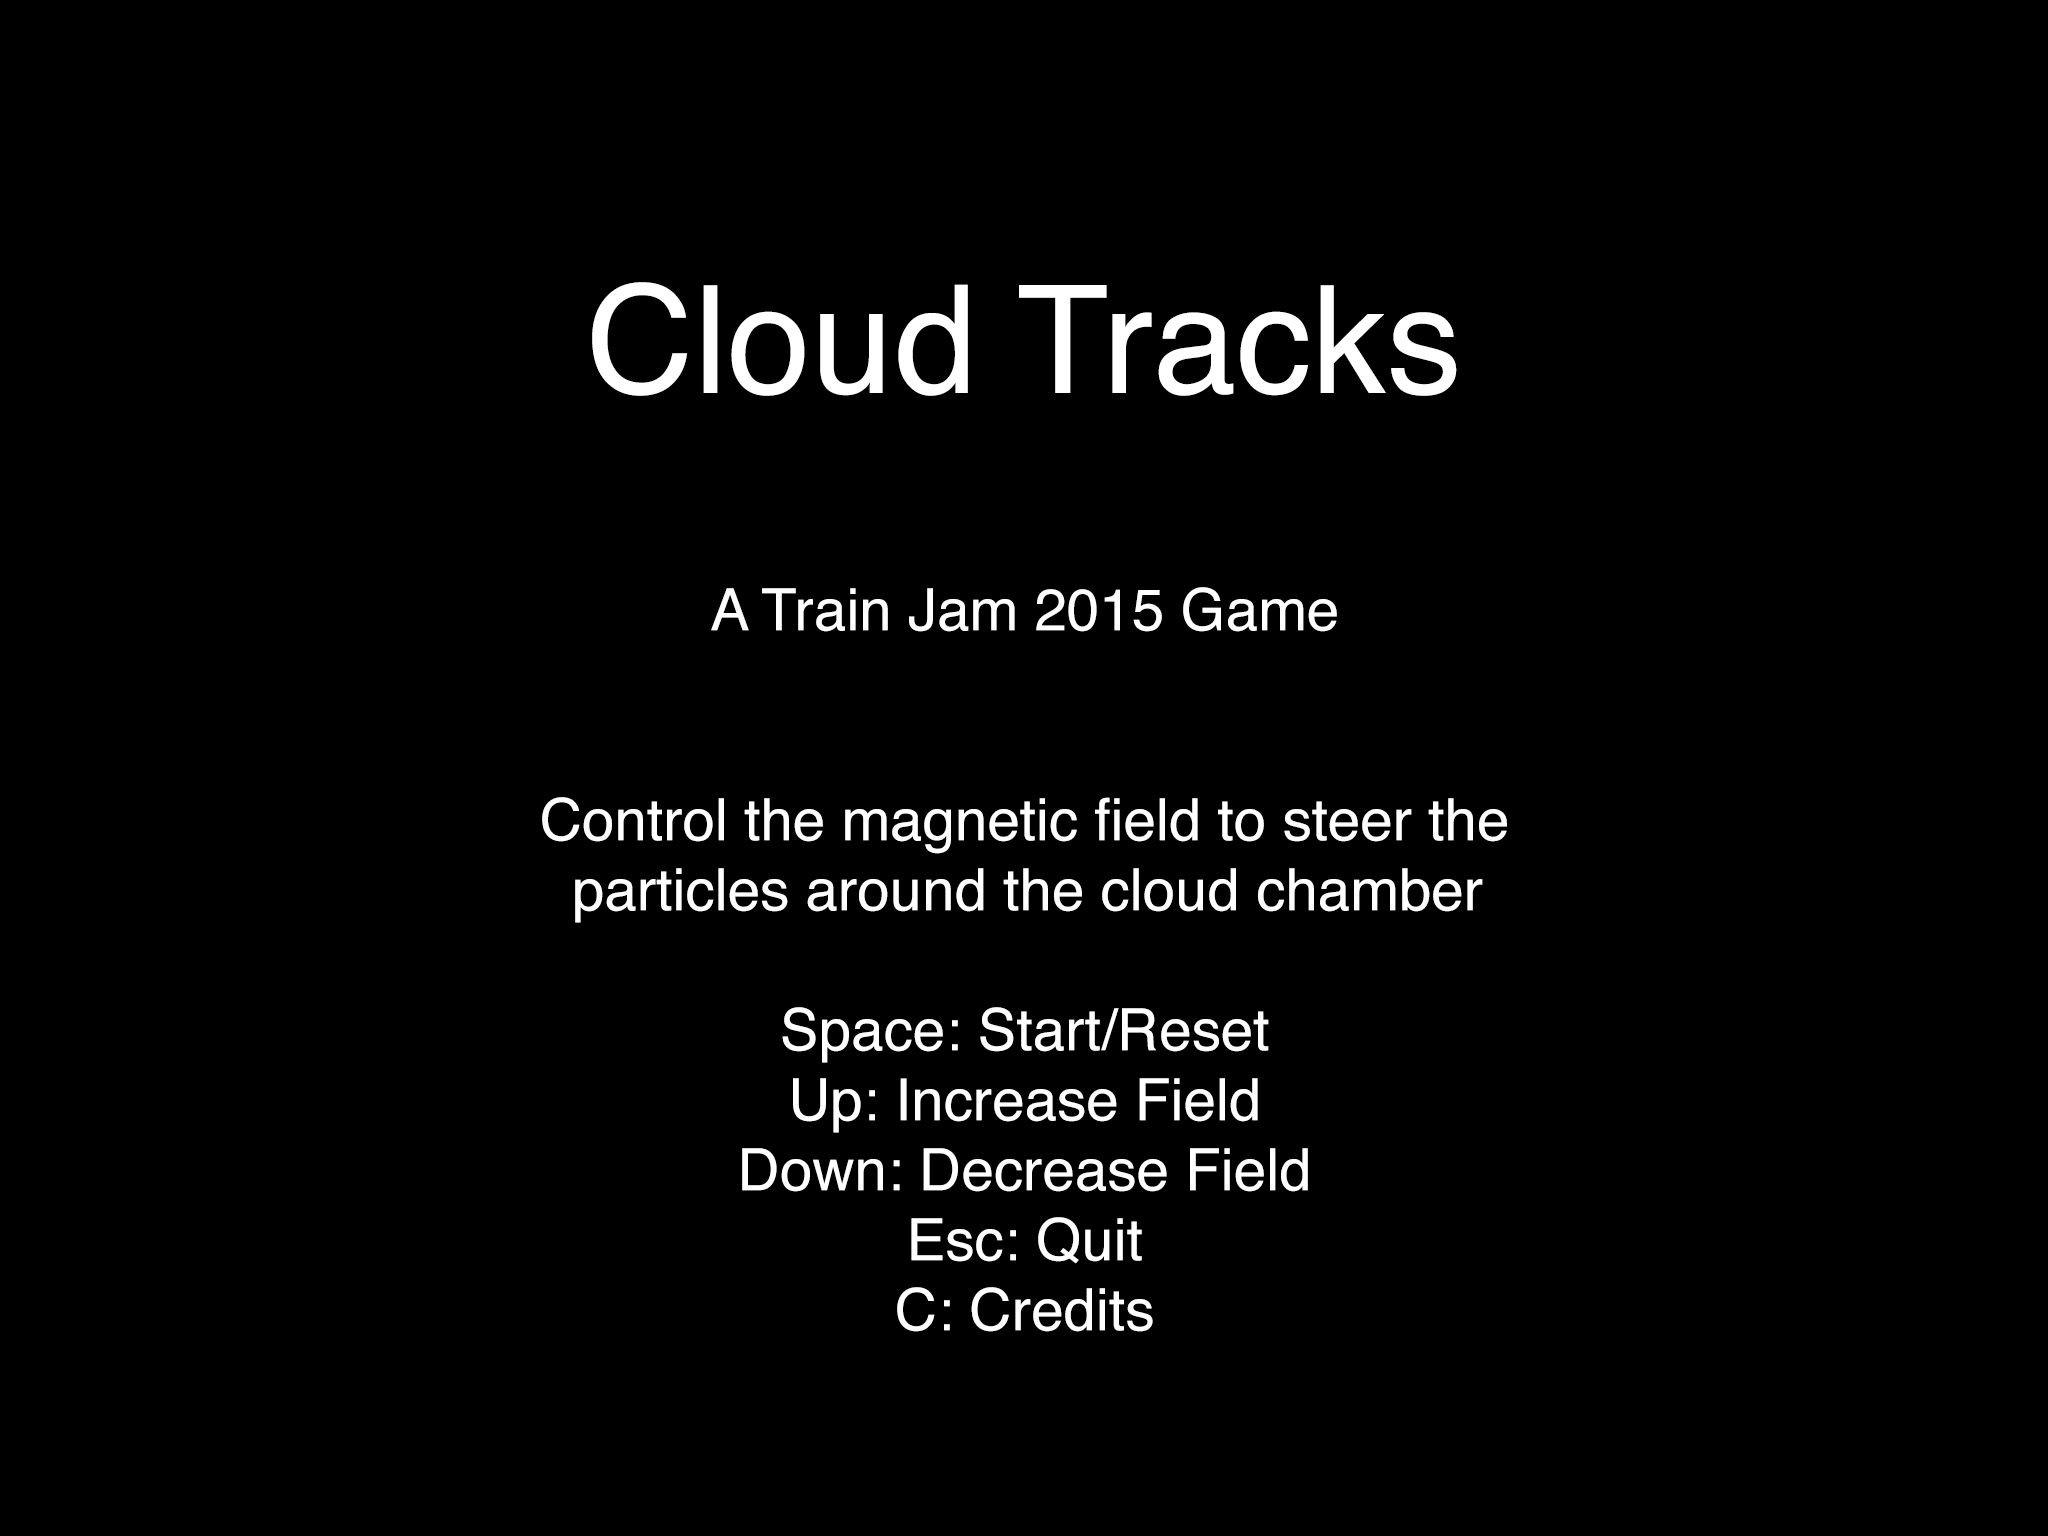 Cloud Tracks
A Train Jam 2015 Game
Control the magnetic field to steer the
particles around the cloud chamber
Space: Start/Reset
Up: Increase Field
Down: Decrease Field
Esc: Quit
C: Credits